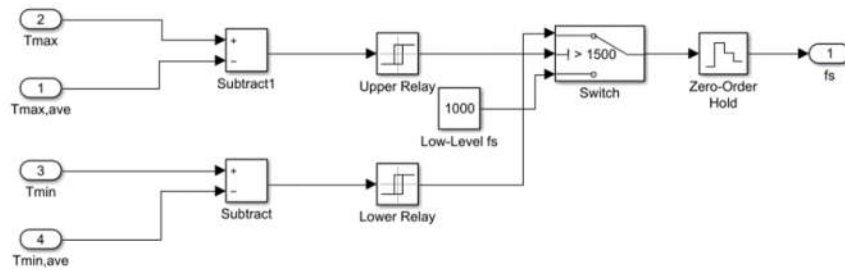 2
Tmax
1
Tmax,ave
+
−
Subtract1
Upper Relay
1000
Low-Level fs
> 1500
Switch
Zero-Order
Hold
1
fs
3
Tmin
4
Tmin,ave
+
−
Subtract
Lower Relay